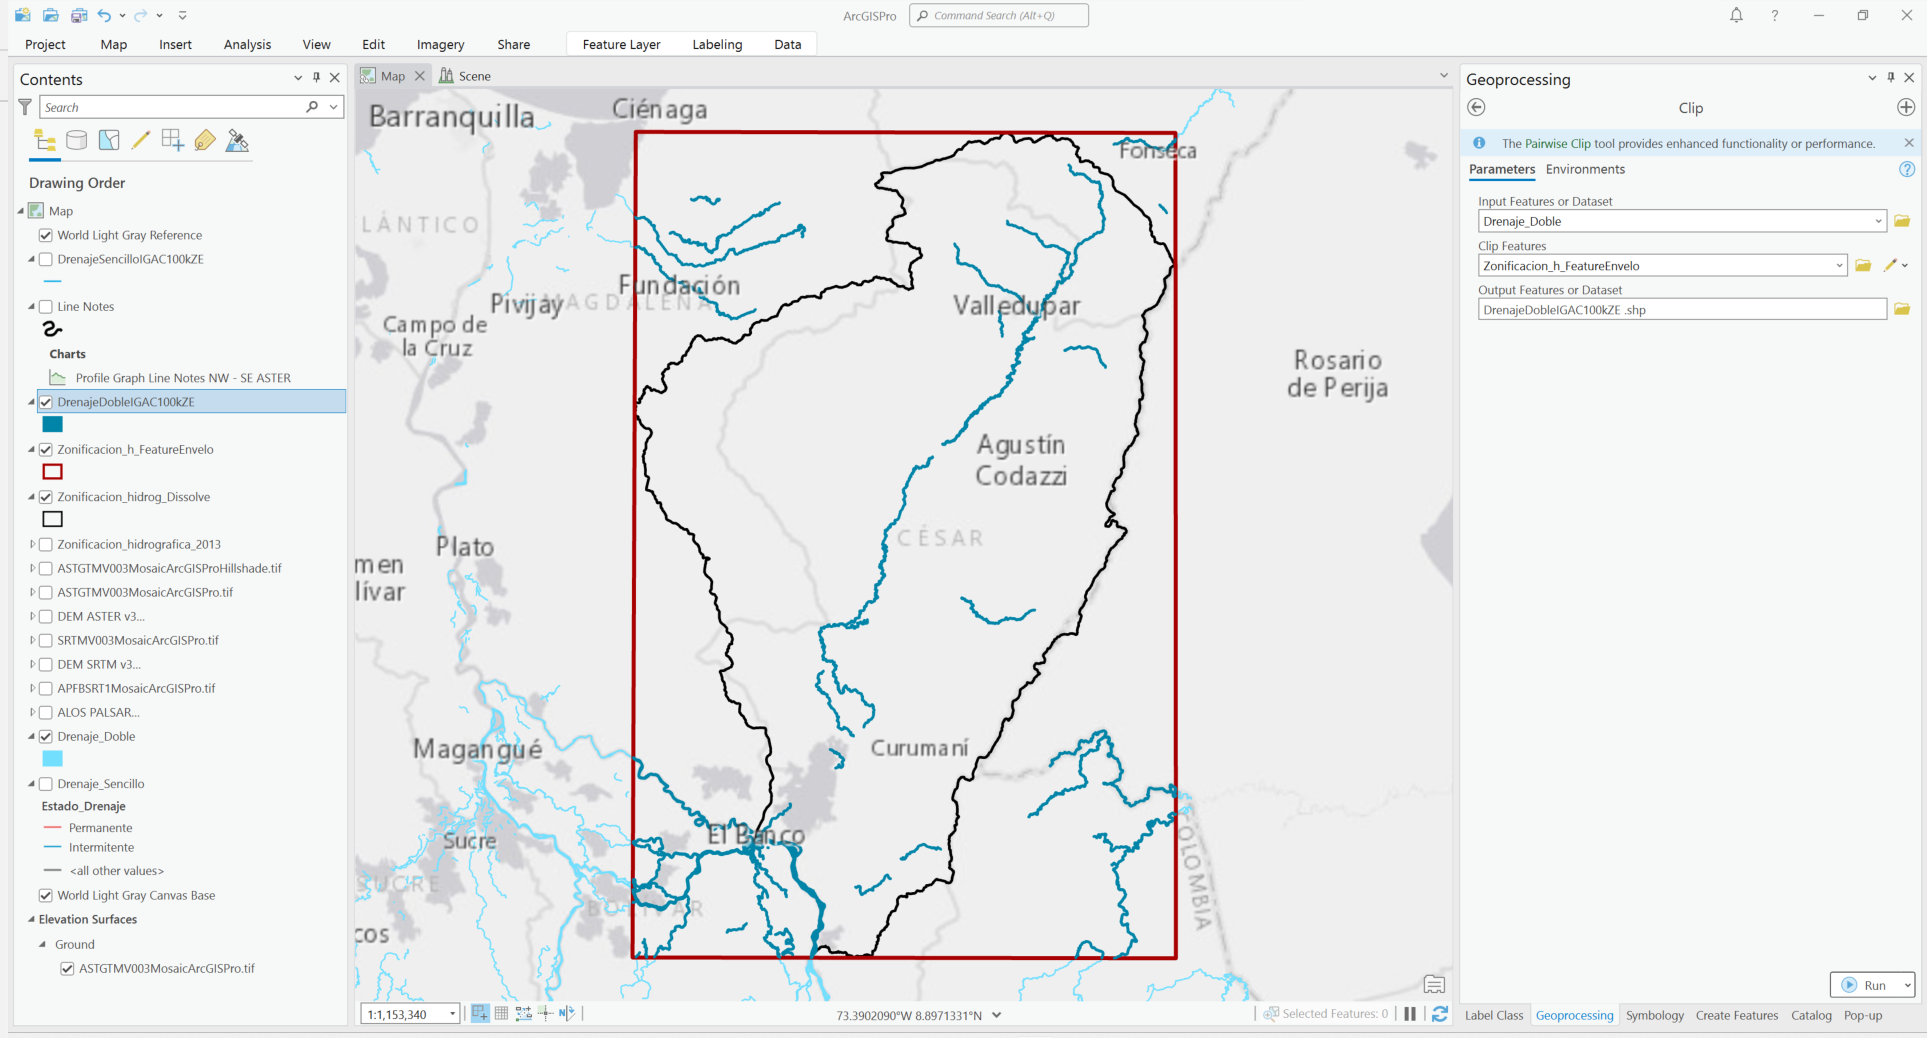 ArcGISPro
Command Search (Alt+Q)
?
Project
Map
Insert
Analysis
View
Edit
Imagery
Share
Feature Layer
Labeling
Data
Contents
Search
Drawing Order
Map
World Light Gray Reference
DrenajeSencilloIGAC100kZE
Line Notes
Charts
Profile Graph Line Notes NW - SE ASTER
DrenajeDobleIGAC100kZE
Zonificacion_h_FeatureEnvelo
Zonificacion_hidrog_Dissolve
Zonificacion_hidrografica_2013
ASTGTMV003MosaicArcGISProHillshade.tif
ASTGTMV003MosaicArcGISPro.tif
DEM ASTER v3...
SRTMV003MosaicArcGISPro.tif
DEM SRTM v3...
APFBSRT1MosaicArcGISPro.tif
ALOS PALSAR...
Drenaje_Doble
Drenaje_Sencillo
Estado_Drenaje
Permanente
Intermitente
<all other values>
World Light Gray Canvas Base
Elevation Surfaces
Ground
ASTGTMV003MosaicArcGISPro.tif
Map
Scene
Barranquilla
Ciénaga
Fonseca
LÁNTICO
Fundación
Pivijay
MAGDALENA
Valledupar
Campo de
la Cruz
Rosario
de Perija
Agustín
Codazzi
CÉSAR
Plato
men
lívar
Magangué
Curumaní
El Banco
Sucre
SUCRE
BOLÍVAR
COLOMBIA
cos
1:1,153,340
73.3902090°W 8.8971331°N
Selected Features: 0
Geoprocessing
Clip
The Pairwise Clip tool provides enhanced functionality or performance.
Parameters
Environments
?
Input Features or Dataset
Drenaje_Doble
Clip Features
Zonificacion_h_FeatureEnvelo
Output Features or Dataset
DrenajeDobleIGAC100kZE .shp
Run
Label Class
Geoprocessing
Symbology
Create Features
Catalog
Pop-up